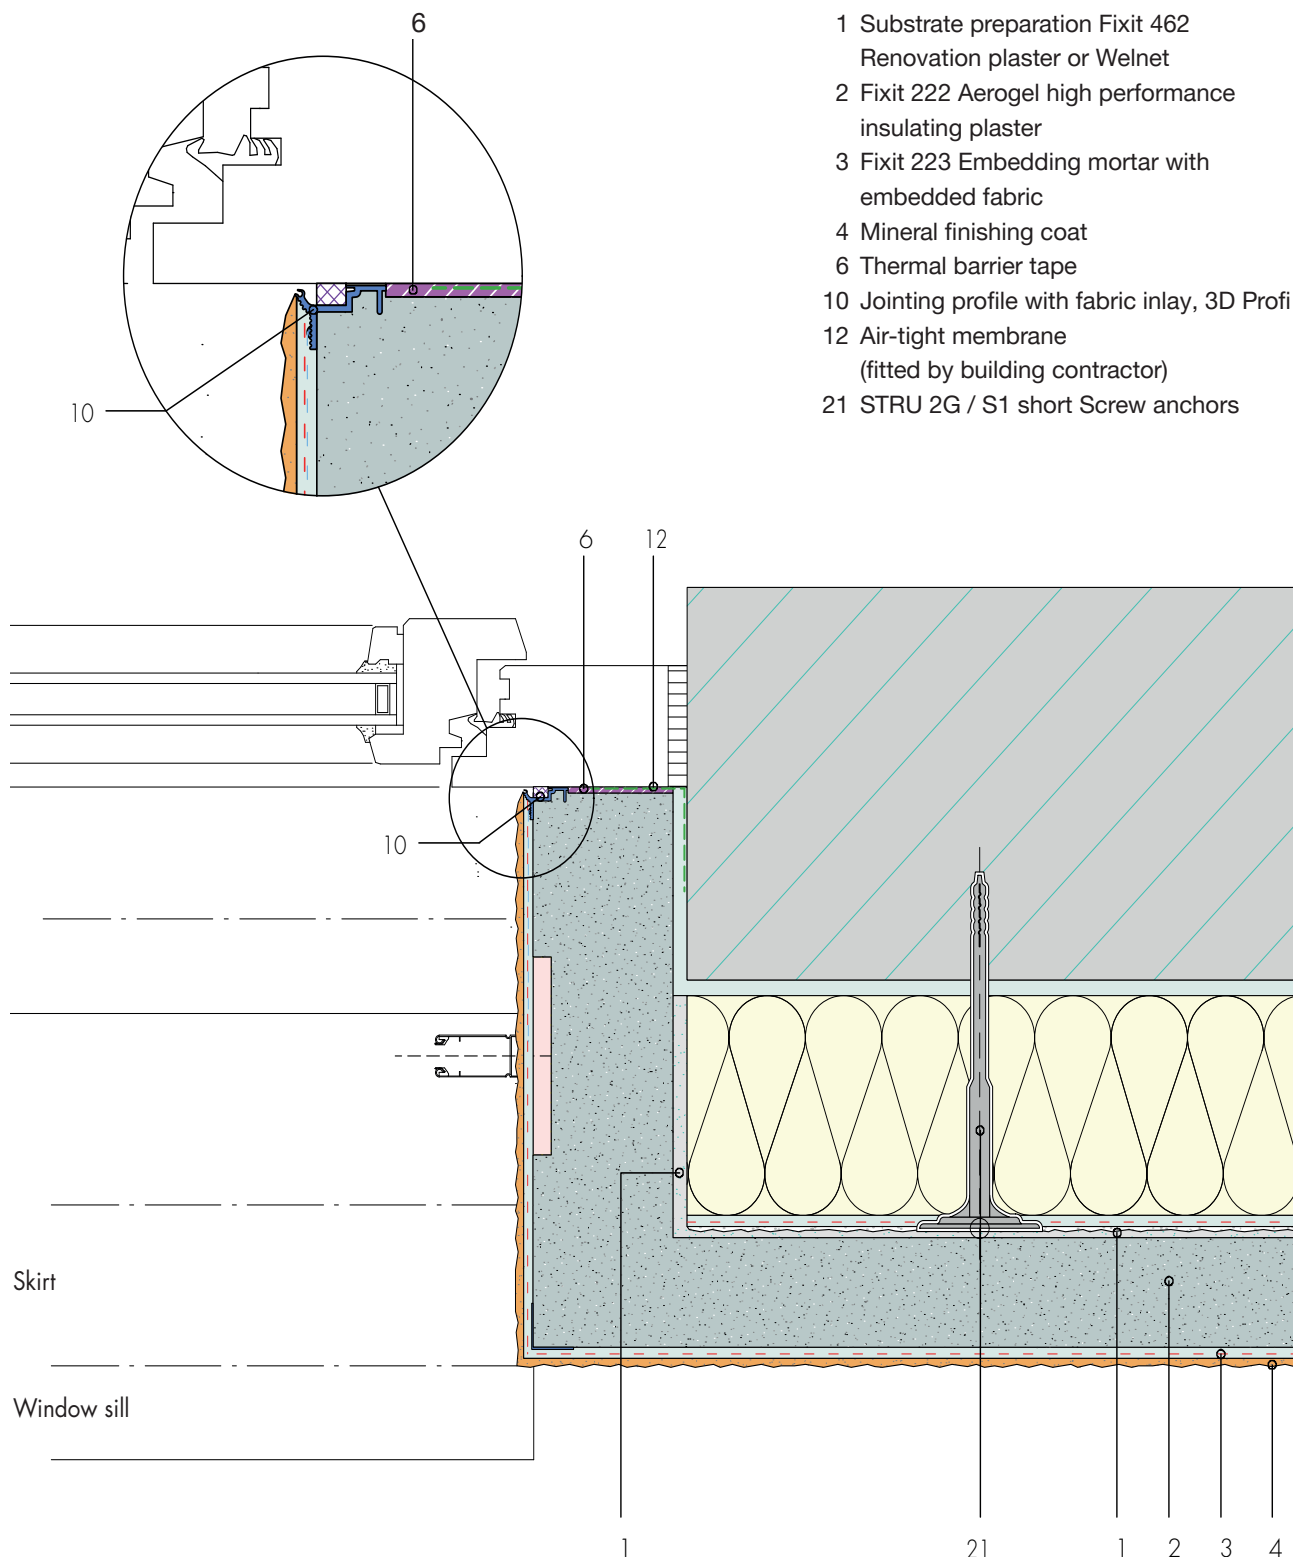 6
1 Substrate preparation Fixit 462
Renovation plaster or Welnet
2 Fixit 222 Aerogel high performance
insulating plaster
3 Fixit 223 Embedding mortar with
embedded fabric
4 Mineral finishing coat
6 Thermal barrier tape
10 Jointing profile with fabric inlay, 3D Profi
12 Air-tight membrane
(fitted by building contractor)
21 STRU 2G / S1 short Screw anchors
10
6 12
10
Skirt
Window sill
1 21 1 2 3 4